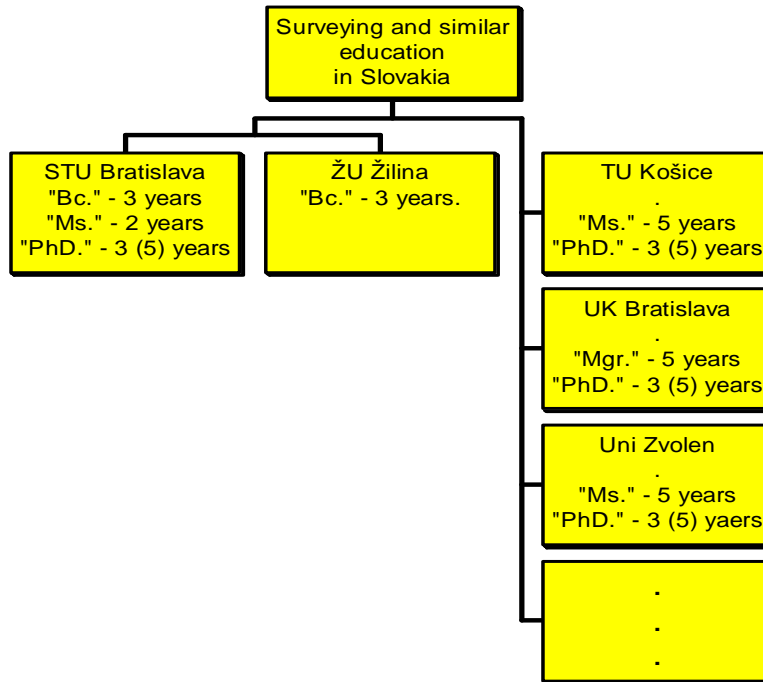 Surveying and similar
education
in Slovakia
STU Bratislava
"Bc." - 3 years
"Ms." - 2 years
"PhD." - 3 (5) years
ŽU Žilina
"Bc." - 3 years.
TU Košice
.
"Ms." - 5 years
"PhD." - 3 (5) years
UK Bratislava
.
"Mgr." - 5 years
"PhD." - 3 (5) years
Uni Zvolen
.
"Ms." - 5 years
"PhD." - 3 (5) yaers
.
.
.